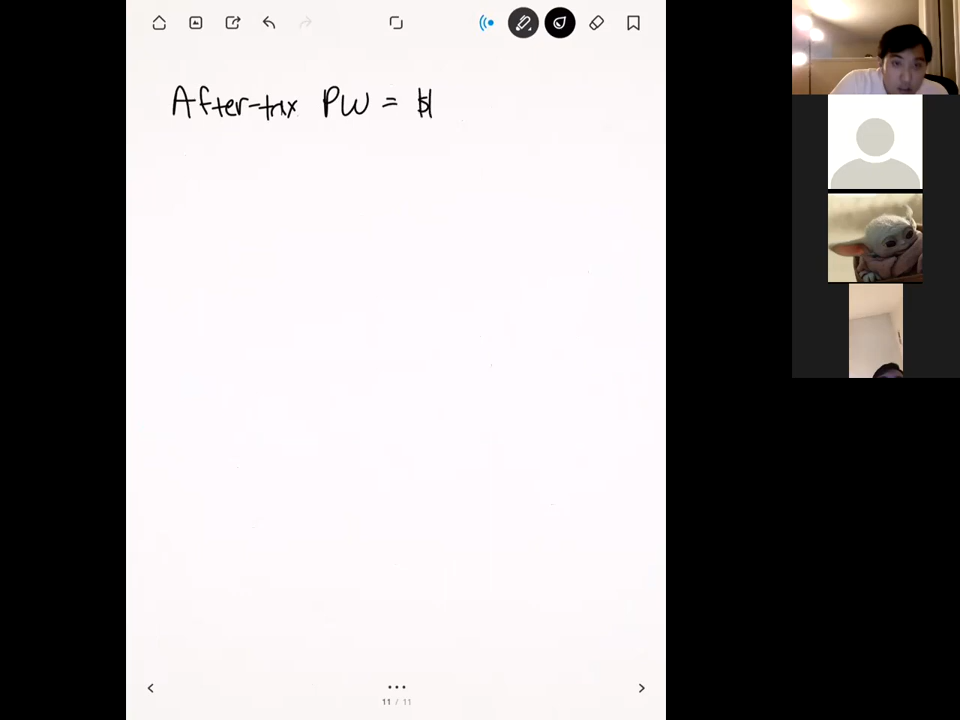 After-tax PW = $
11 / 11